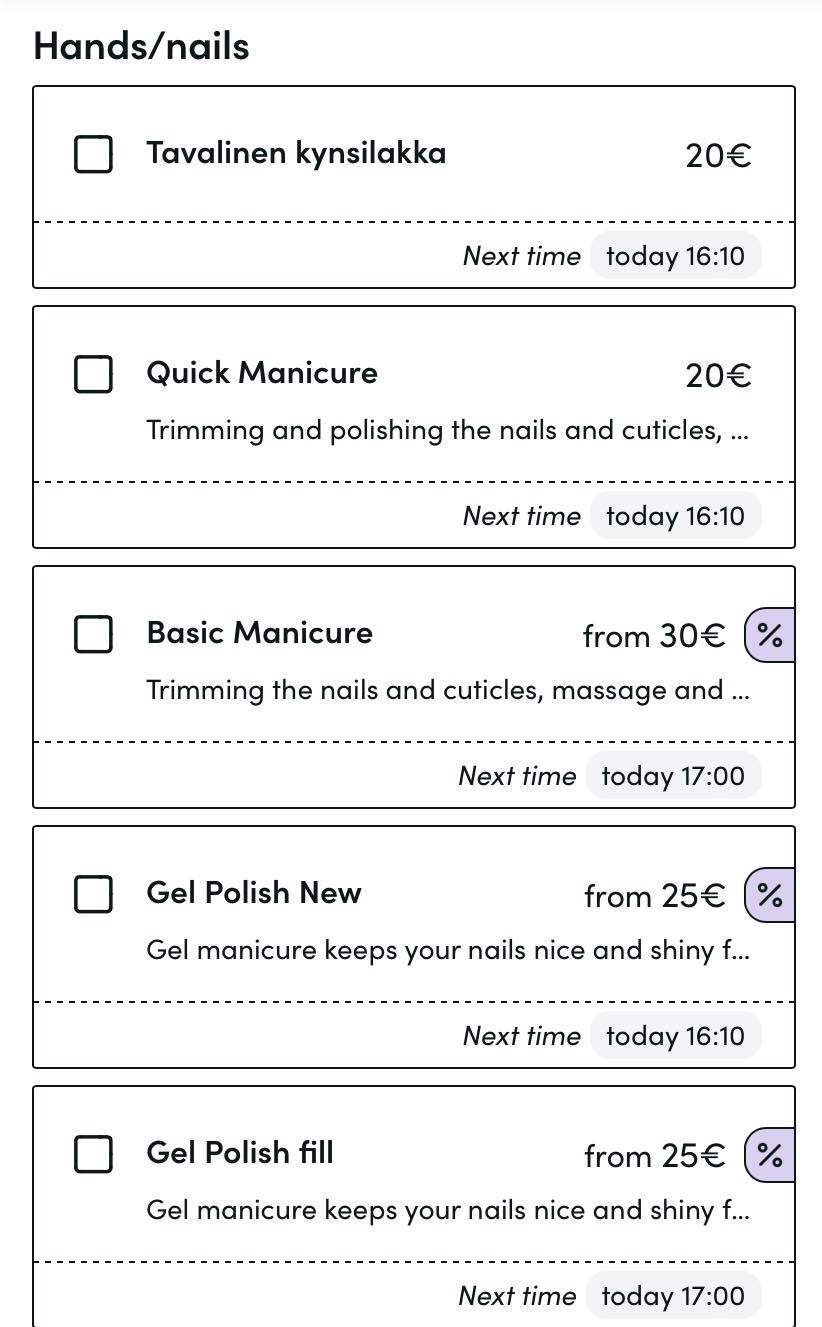 Hands/nails
Tavalinen kynsilakka 20€
Next time today 16:10
Quick Manicure 20€
Trimming and polishing the nails and cuticles, ...
Next time today 16:10
Basic Manicure from 30€ %
Trimming the nails and cuticles, massage and ...
Next time today 17:00
Gel Polish New from 25€ %
Gel manicure keeps your nails nice and shiny f...
Next time today 16:10
Gel Polish fill from 25€ %
Gel manicure keeps your nails nice and shiny f...
Next time today 17:00